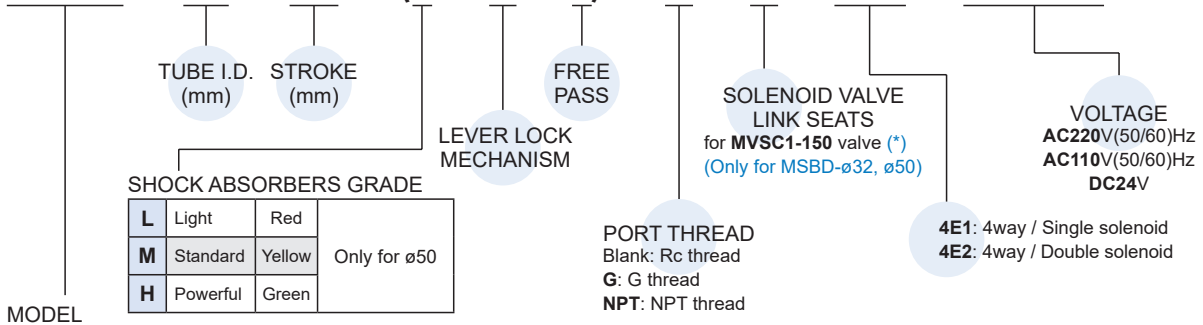 TUBE I.D.
(mm)
STROKE
(mm)
FREE
PASS
LEVER LOCK
MECHANISM
SOLENOID VALVE
LINK SEATS
for MVSC1-150 valve (*)
(Only for MSBD-ø32, ø50)
VOLTAGE
AC220V(50/60)Hz
AC110V(50/60)Hz
DC24V
SHOCK ABSORBERS GRADE
L Light Red
M Standard Yellow Only for ø50
H Powerful Green
PORT THREAD
Blank: Rc thread
G: G thread
NPT: NPT thread
4E1: 4way / Single solenoid
4E2: 4way / Double solenoid
MODEL